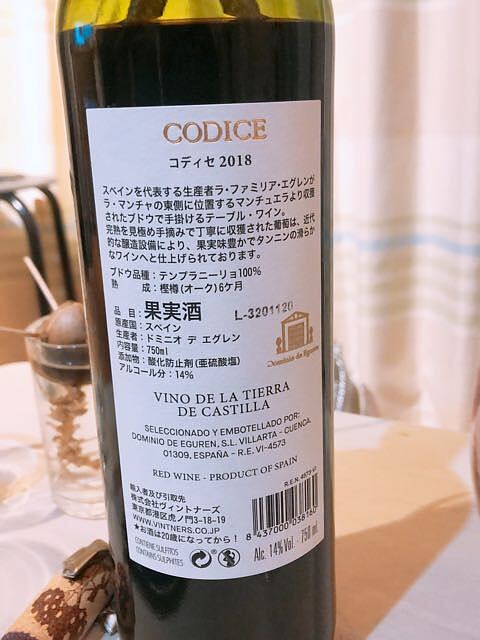 CODICE
コディセ 2018
スペインを代表する生産者ラ・ファミリア・エグレンが
ラ・マンチャの東側に位置するマンチュエラより収穫
されたブドウで手掛けるテーブル・ワイン。
完熟を見極め手摘みで丁寧に収穫された葡萄は、近代
的な醸造設備により、果実味豊かでタンニンの滑らか
なワインへと仕上げられております。
ブドウ品種：テンプラニーリョ100%
熟 成：樫樽(オーク)6ケ月
品 目：果実酒 L-3201120
原産国：スペイン
生産者：ドミニオ デ エグレン
内容量：750ml
添加物：酸化防止剤(亜硫酸塩)
アルコール分：14%
Dominio de Eguren
VINO DE LA TIERRA
DE CASTILLA
SELECCIONADO Y EMBOTELLADO POR:
DOMINIO DE EGUREN, S.L. VILLARTA - CUENCA.
01309, ESPAÑA - R.E. VI-4573
RED WINE - PRODUCT OF SPAIN
輸入者及び引取先
株式会社ヴィントナーズ
東京都港区虎ノ門3-18-19
WWW.VINTNERS.CO.JP
★お酒は20歳になってから！
CONTIENE SULFITOS
CONTAINS SULPHITES
8 437000 038160
Alc. 14% Vol. · 750 ml.